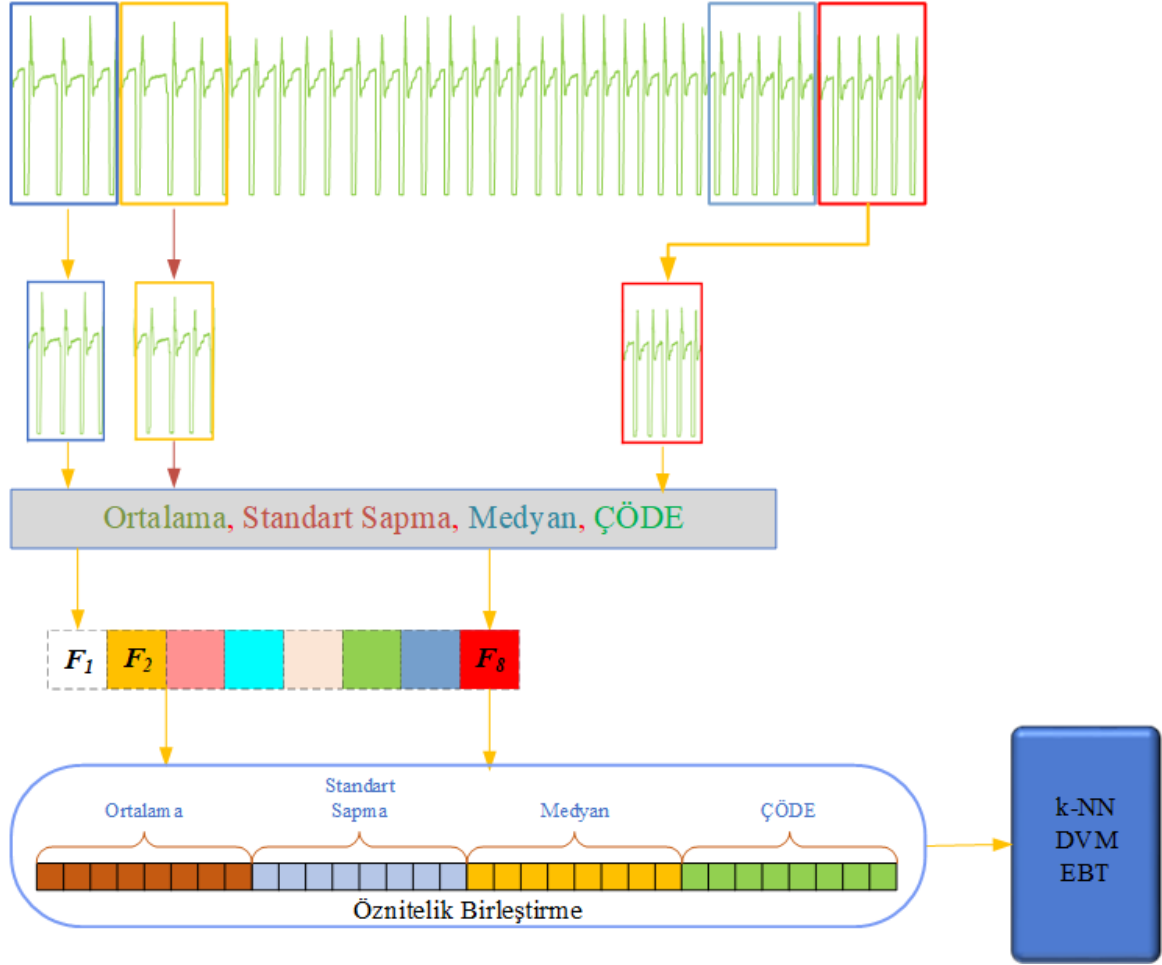 Ortalama, Standart Sapma, Medyan, ÇÖDE
F1 F2 F8
Ortalama
Standart
Sapma
Medyan
ÇÖDE
Öznitelik Birleştirme
k-NN
DVM
EBT